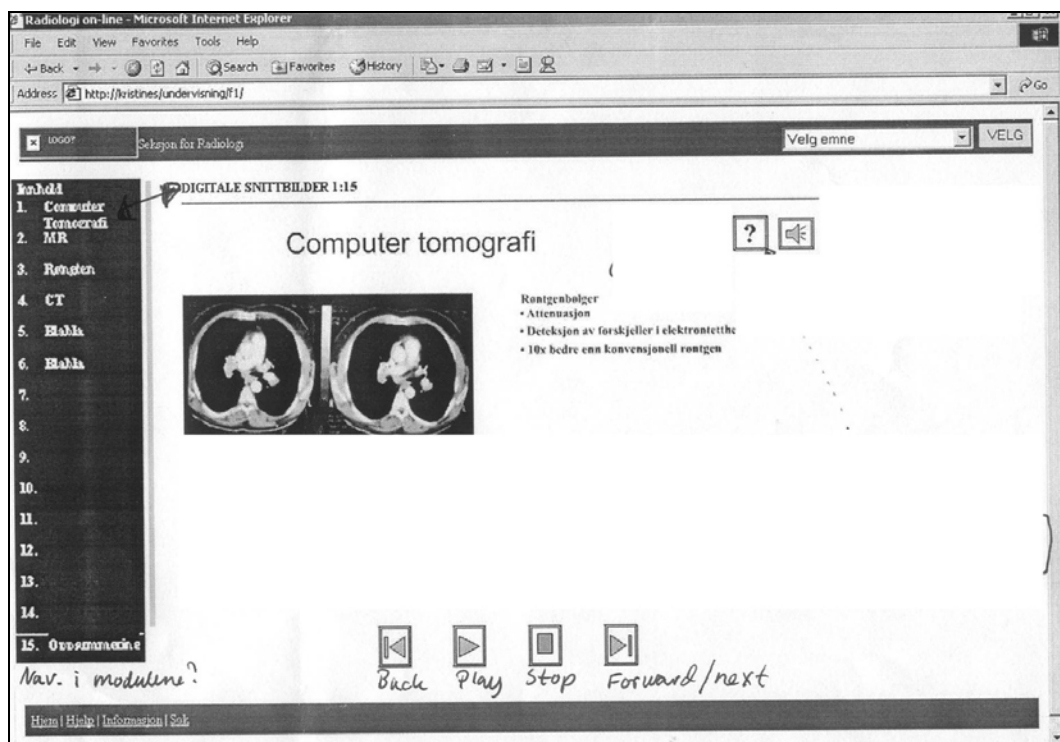 Radiologi on-line - Microsoft Internet Explorer
File Edit View Favorites Tools Help
Back Search Favorites History
Address http://kristines/undervisning/f1/ Go
LOGO? Seksjon for Radiologi Velg emne VELG
Innhold
DIGITALE SNITTBILDER 1:15
1. Computer
Tomografi
2. MR
3. Røngten
4. CT
5. Blabla
6. Blabla
7.
8.
9.
10.
11.
12.
13.
14.
15. Oppsummering
Computer tomografi ?
Røntgenbølger
• Attenuasjon
• Deteksjon av forskjeller i elektrontetthe
• 10x bedre enn konvensjonell røntgen
Nav. i modulene?
Back Play Stop Forward/next
Hjem | Hjelp | Informasjon | Søk